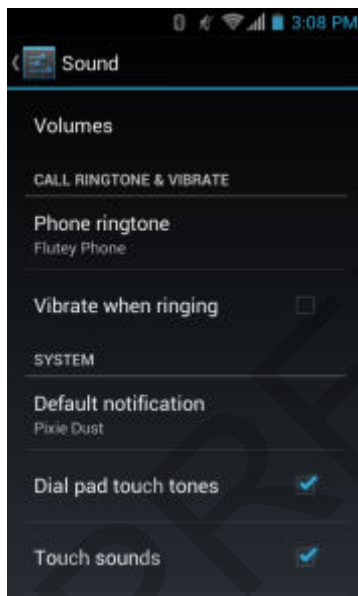 3:08 PM
Sound
Volumes
CALL RINGTONE & VIBRATE
Phone ringtone
Flutey Phone
Vibrate when ringing
SYSTEM
Default notification
Pixie Dust
Dial pad touch tones
Touch sounds